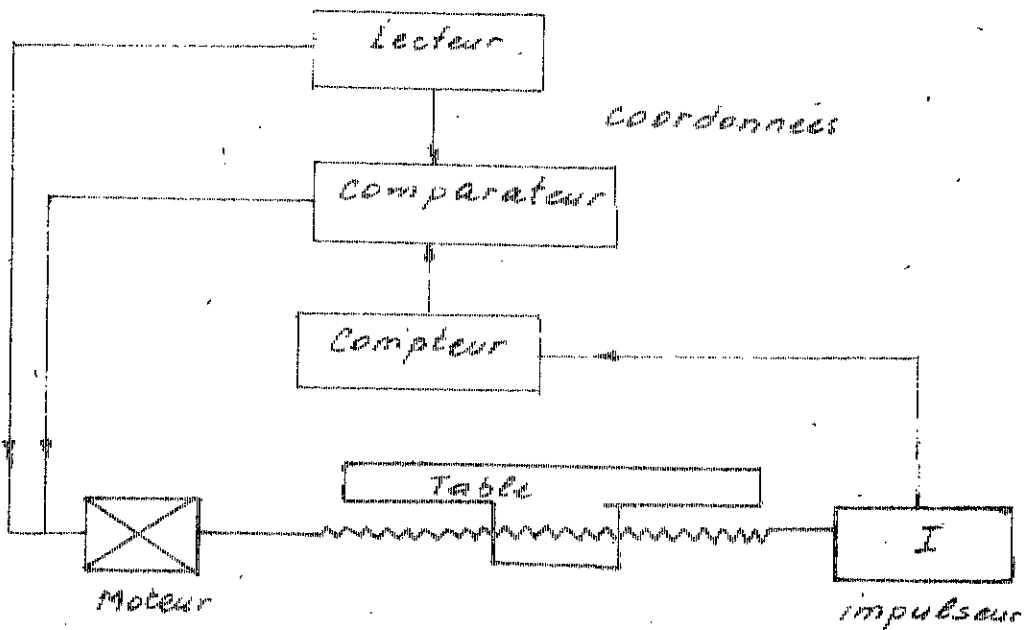 Lecteur
coordonnées
Comparateur
Compteur
Table
I
Moteur
impulseur